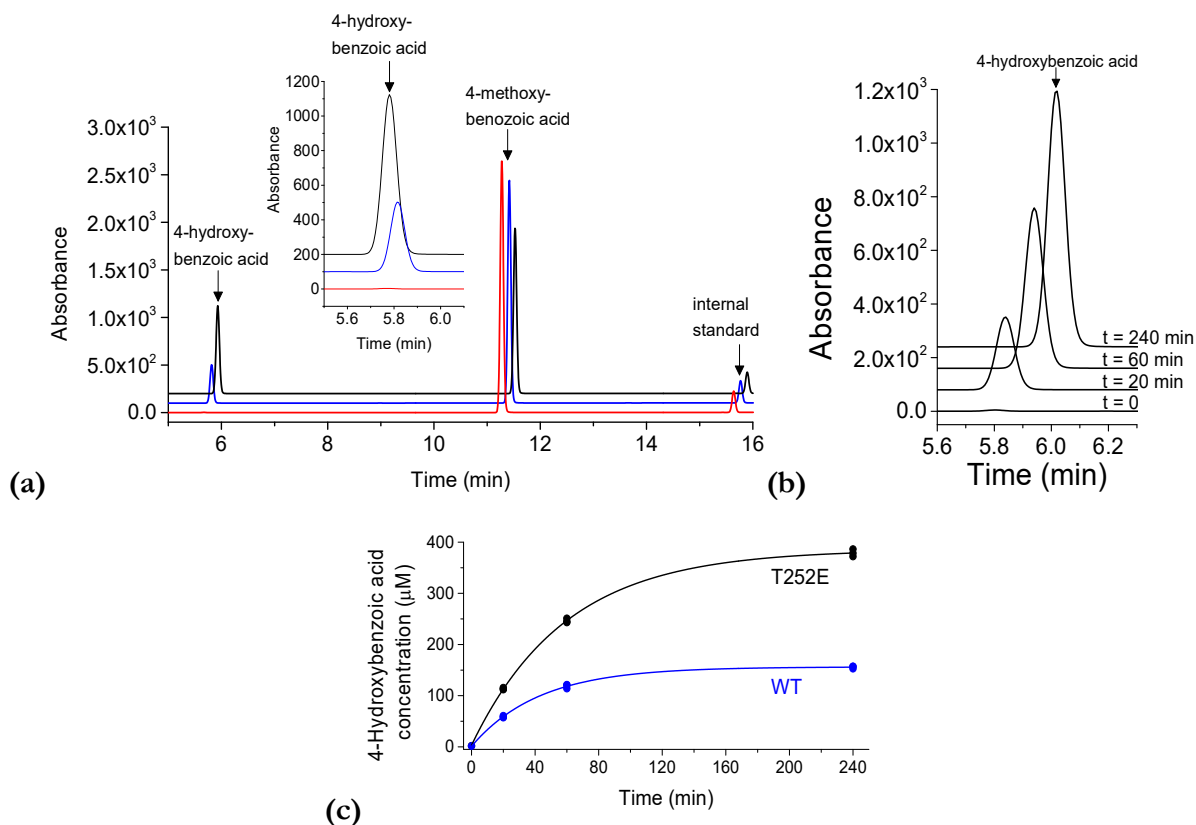 4-hydroxy-
benzoic acid
1200
1000
800
600
400
200
0
Absorbance
5.6 5.8 6.0
Time (min)
4-methoxy-
benozoic acid
4-hydroxy-
benzoic acid
internal
standard
3.0x10³
2.5x10³
2.0x10³
1.5x10³
1.0x10³
5.0x10²
0.0
Absorbance
6 8 10 12 14 16
Time (min)
(a)
4-hydroxybenzoic acid
1.2x10³
1.0x10³
8.0x10²
6.0x10²
4.0x10²
2.0x10²
0.0
Absorbance
t = 240 min
t = 60 min
t = 20 min
t = 0
5.6 5.8 6.0 6.2
Time (min)
(b)
4-Hydroxybenzoic acid
concentration (µM)
400
300
200
100
0
T252E
WT
0 40 80 120 160 200 240
Time (min)
(c)